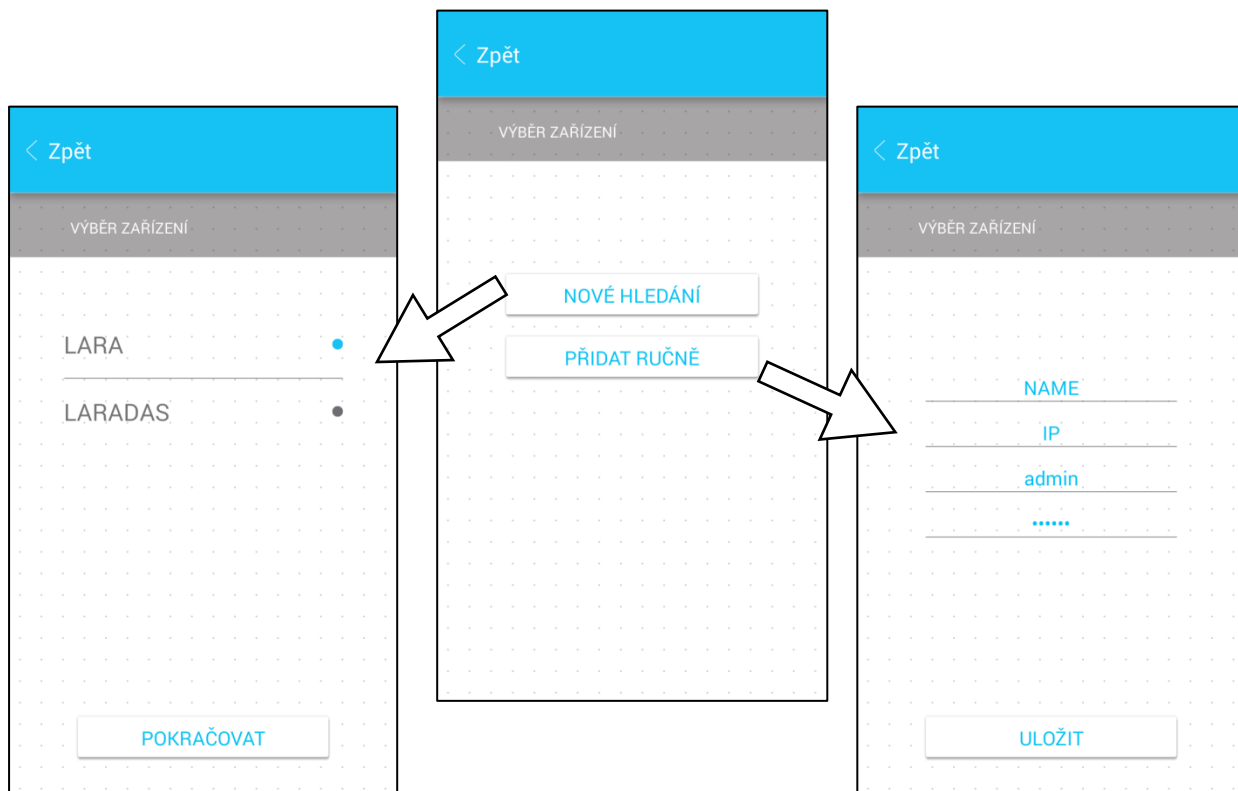 Zpět
VÝBĚR ZAŘÍZENÍ
LARA
LARADAS
POKRAČOVAT
Zpět
VÝBĚR ZAŘÍZENÍ
NOVÉ HLEDÁNÍ
PŘIDAT RUČNĚ
Zpět
VÝBĚR ZAŘÍZENÍ
NAME
IP
admin
••••••
ULOŽIT